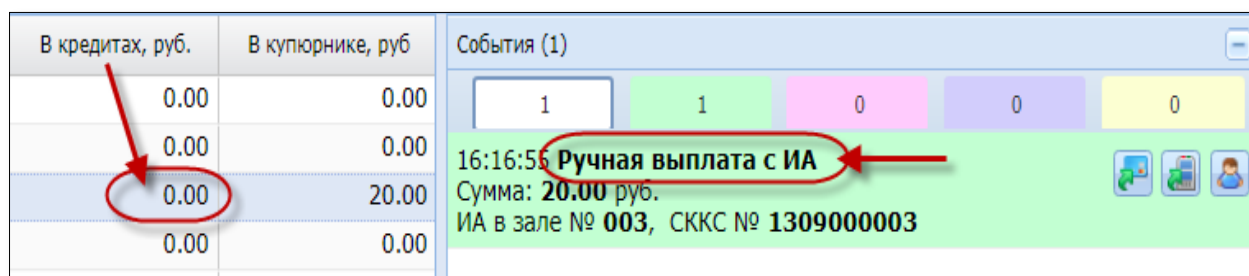 В кредитах, руб. В купюрнике, руб
0.00 0.00
0.00 0.00
0.00 20.00
0.00 0.00
События (1)
1 1 0 0 0
16:16:55 Ручная выплата с ИА
Сумма: 20.00 руб.
ИА в зале № 003, СККС № 1309000003